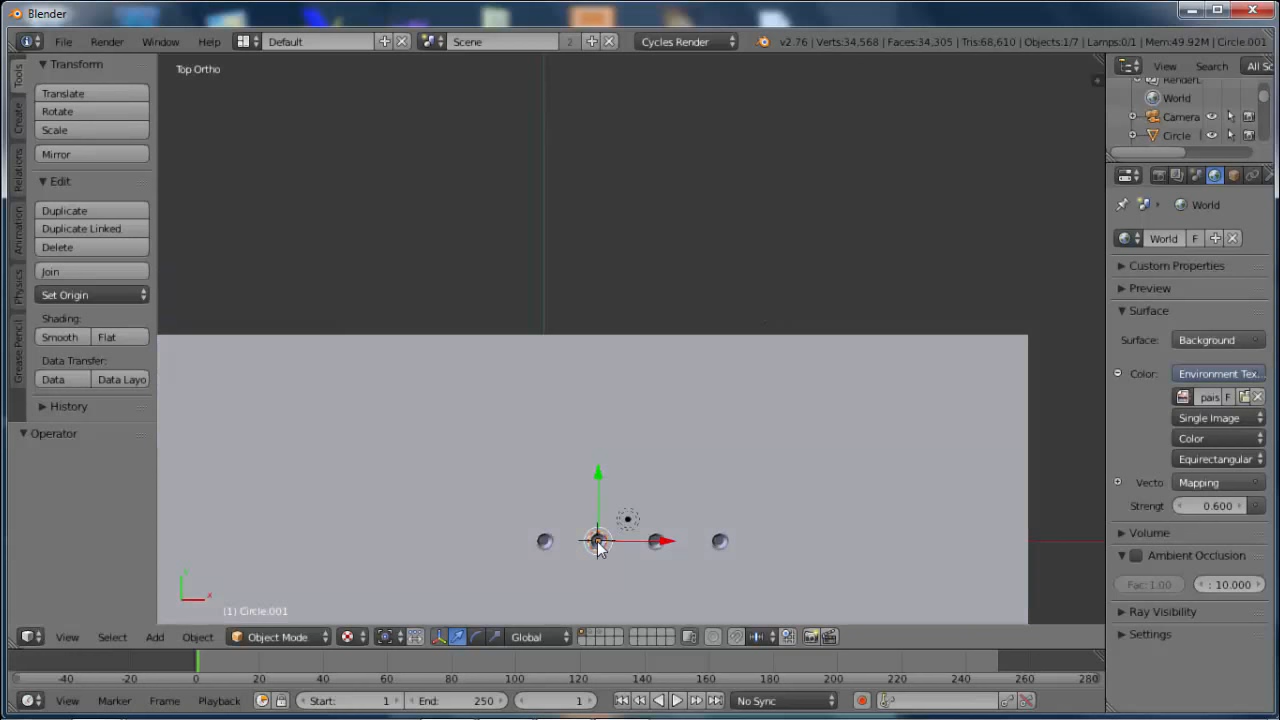 Blender
File Render Window Help Default Scene 2 Cycles Render v2.76 | Verts:34,568 | Faces:34,305 | Tris:68,610 | Objects:1/7 | Lamps:0/1 | Mem:49.92M | Circle.001
Transform
Translate
Rotate
Scale
Mirror
Edit
Duplicate
Duplicate Linked
Delete
Join
Set Origin
Shading:
Smooth Flat
Data Transfer:
Data Data Layo
History
Operator
Tools
Create
Relations
Animation
Physics
Grease Pencil
Top Ortho
y
x
(1) Circle.001
View Search All Sc
RenderL
World
Camera
Circle
World
World F
Custom Properties
Preview
Surface
Surface: Background
Color: Environment Tex...
pais F
Single Image
Color
Equirectangular
Vecto Mapping
Strengt 0.600
Volume
Ambient Occlusion
Fac: 1.00 : 10.000
Ray Visibility
Settings
View Select Add Object Object Mode Global
-40 -20 0 20 40 60 80 100 120 140 160 180 200 220 240 260 280
View Marker Frame Playback Start: 1 End: 250 1 No Sync